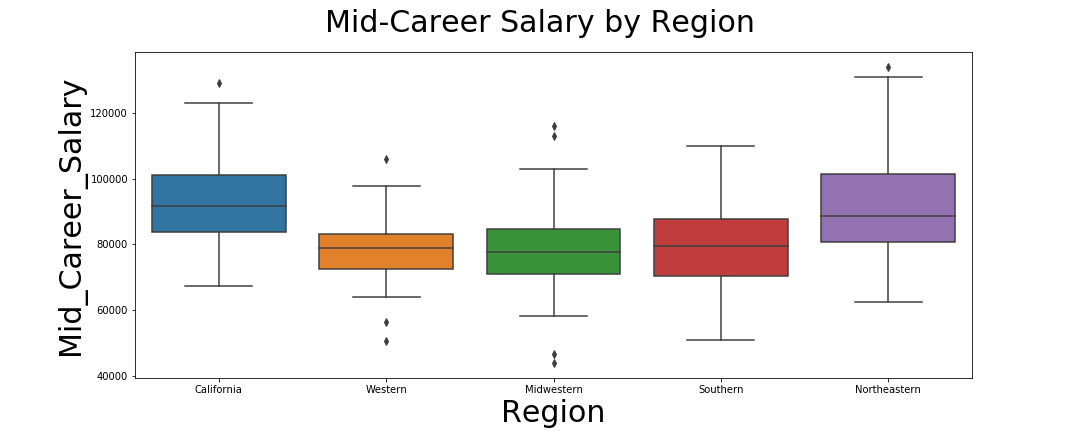 Mid-Career Salary by Region
Mid_Career_Salary
120000
100000
80000
60000
40000
California
Western
Midwestern
Southern
Northeastern
Region